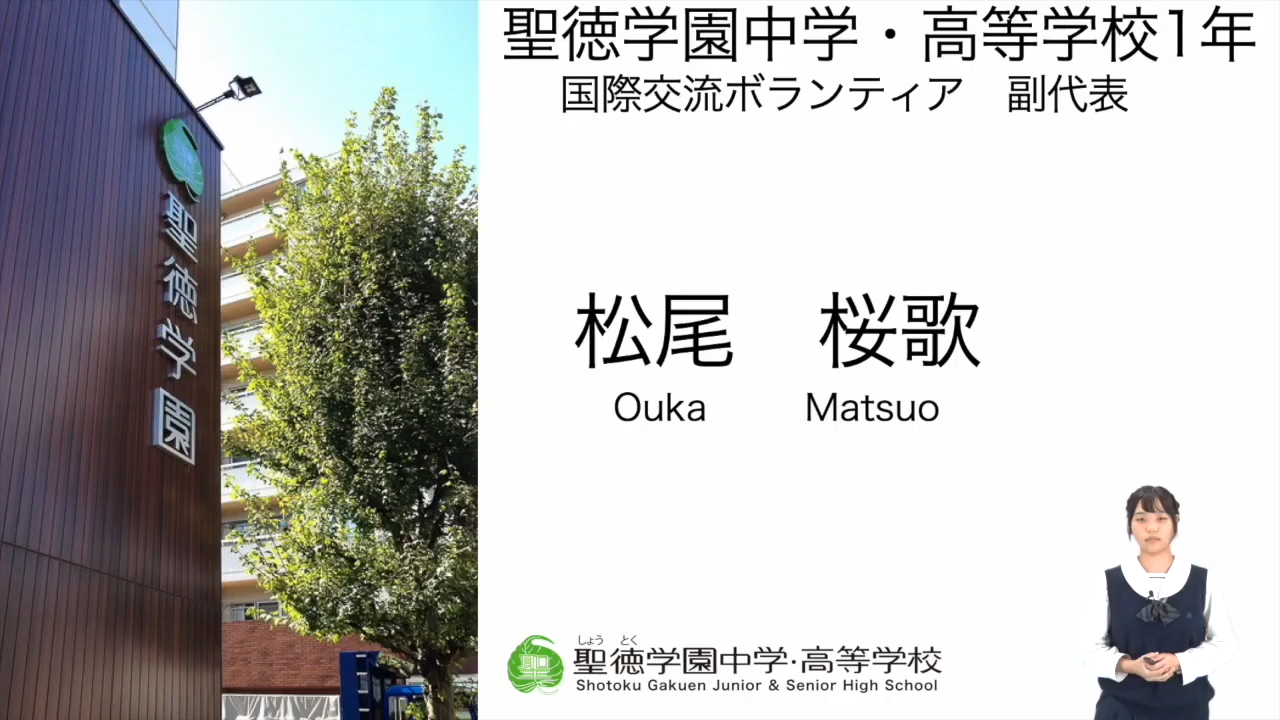 聖徳学園
聖徳学園中学・高等学校1年
国際交流ボランティア　副代表
松尾　桜歌
Ouka Matsuo
しょう とく
聖徳学園中学・高等学校
Shotoku Gakuen Junior & Senior High School